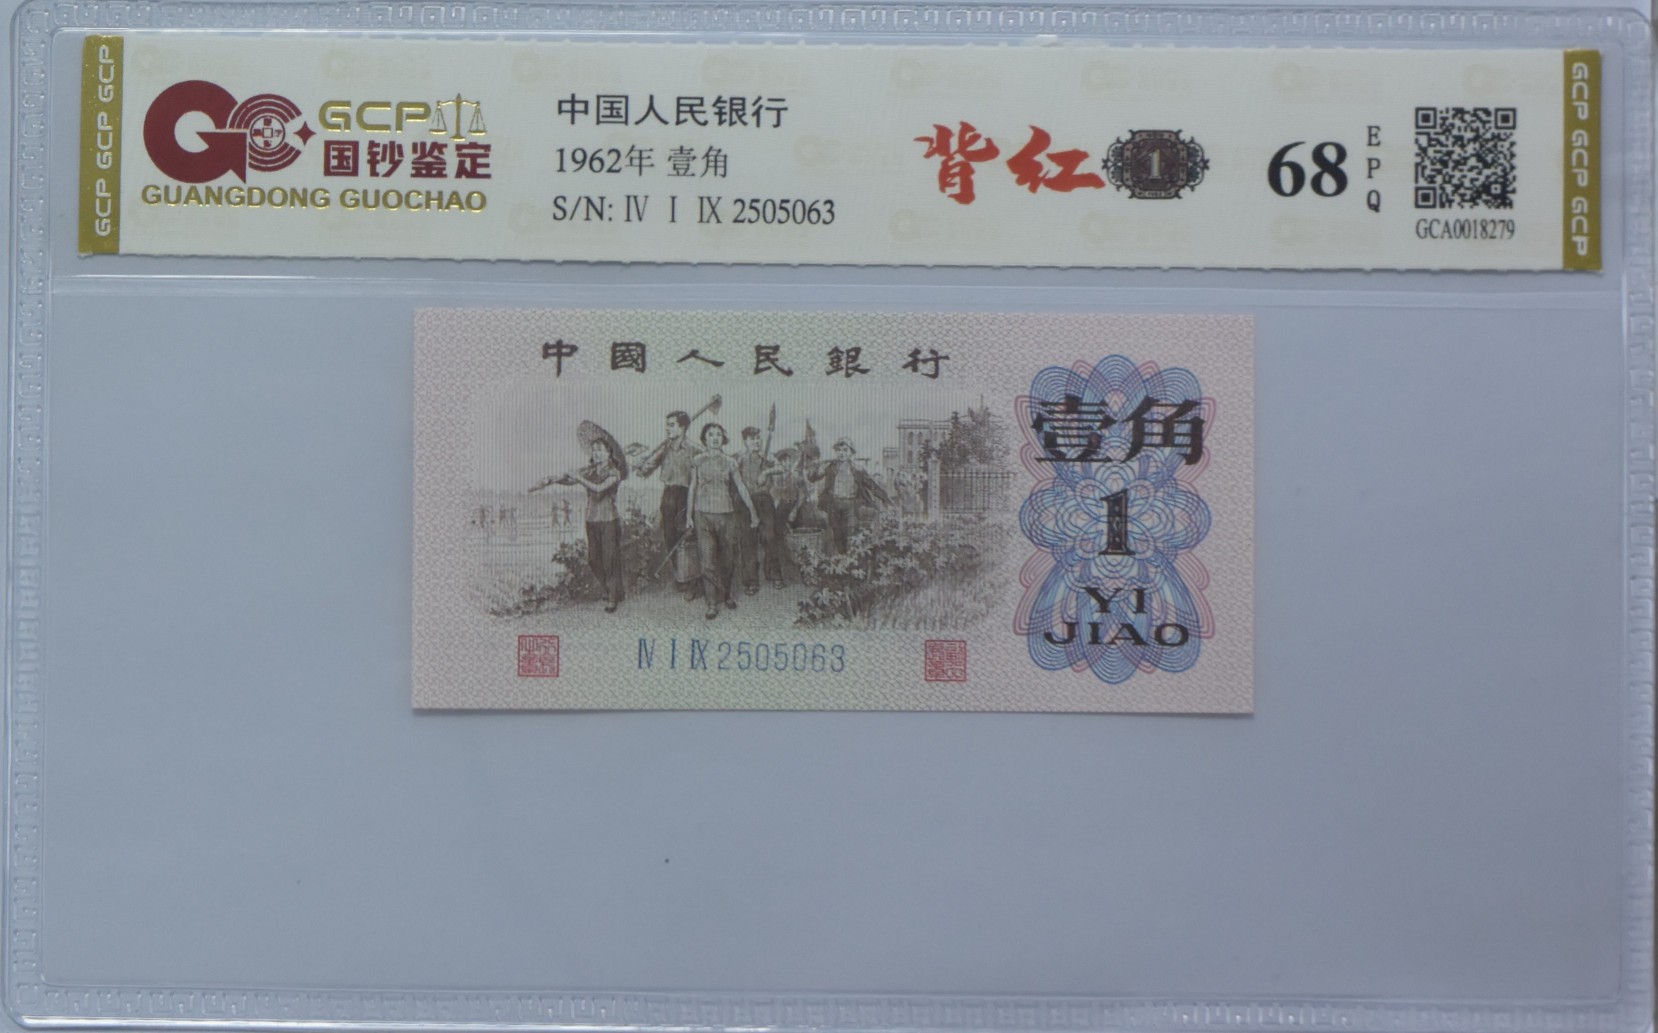 GCP GCP GCP
GCP
国钞鉴定
GUANGDONG GUOCHAO
中国人民银行
1962年 壹角
S/N: Ⅳ Ⅰ Ⅸ 2505063
背红 1
68
EPQ
GCA0018279
GCP GCP GCP
中國人民銀行
壹角
1
YI
JIAO
Ⅳ Ⅰ Ⅸ 2505063